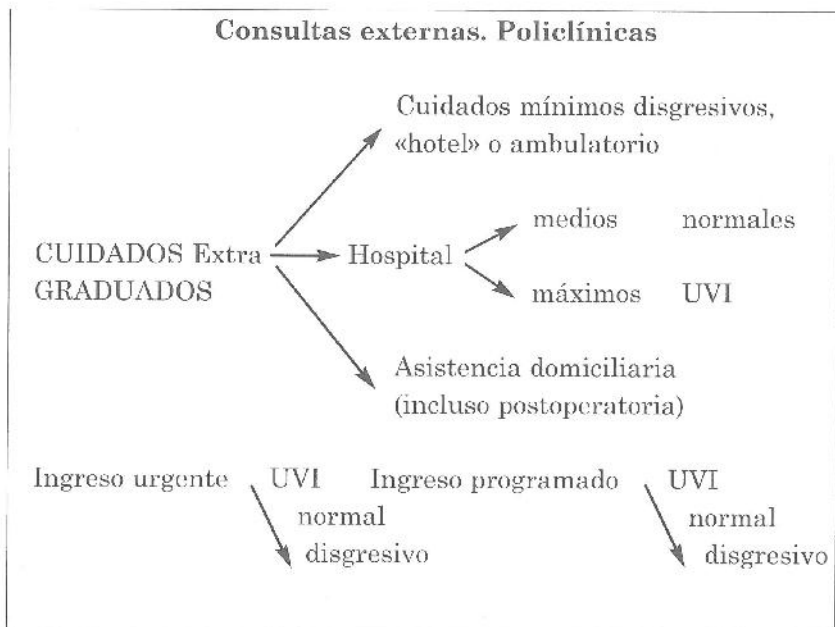 Consultas externas. Policlínicas
Cuidados mínimos disgresivos,
«hotel» o ambulatorio
CUIDADOS Extra
GRADUADOS
Hospital
medios normales
máximos UVI
Asistencia domiciliaria
(incluso postoperatoria)
Ingreso urgente UVI Ingreso programado UVI
normal normal
disgresivo disgresivo